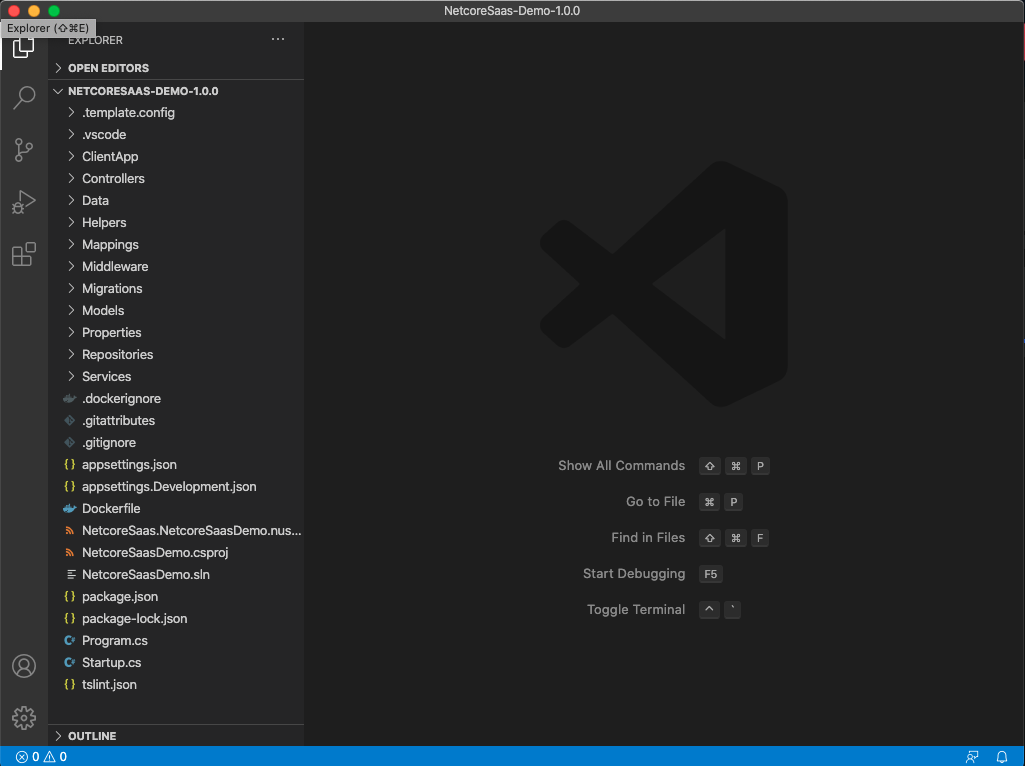 NetcoreSaas-Demo-1.0.0
Explorer (⇧⌘E)
EXPLORER
OPEN EDITORS
NETCORESAAS-DEMO-1.0.0
.template.config
.vscode
ClientApp
Controllers
Data
Helpers
Mappings
Middleware
Migrations
Models
Properties
Repositories
Services
.dockerignore
.gitattributes
.gitignore
{} appsettings.json
{} appsettings.Development.json
Dockerfile
NetcoreSaas.NetcoreSaasDemo.nus...
NetcoreSaasDemo.csproj
NetcoreSaasDemo.sln
{} package.json
{} package-lock.json
C# Program.cs
C# Startup.cs
{} tslint.json
OUTLINE
Show All Commands ⇧ ⌘ P
Go to File ⌘ P
Find in Files ⇧ ⌘ F
Start Debugging F5
Toggle Terminal ^ `
0 0